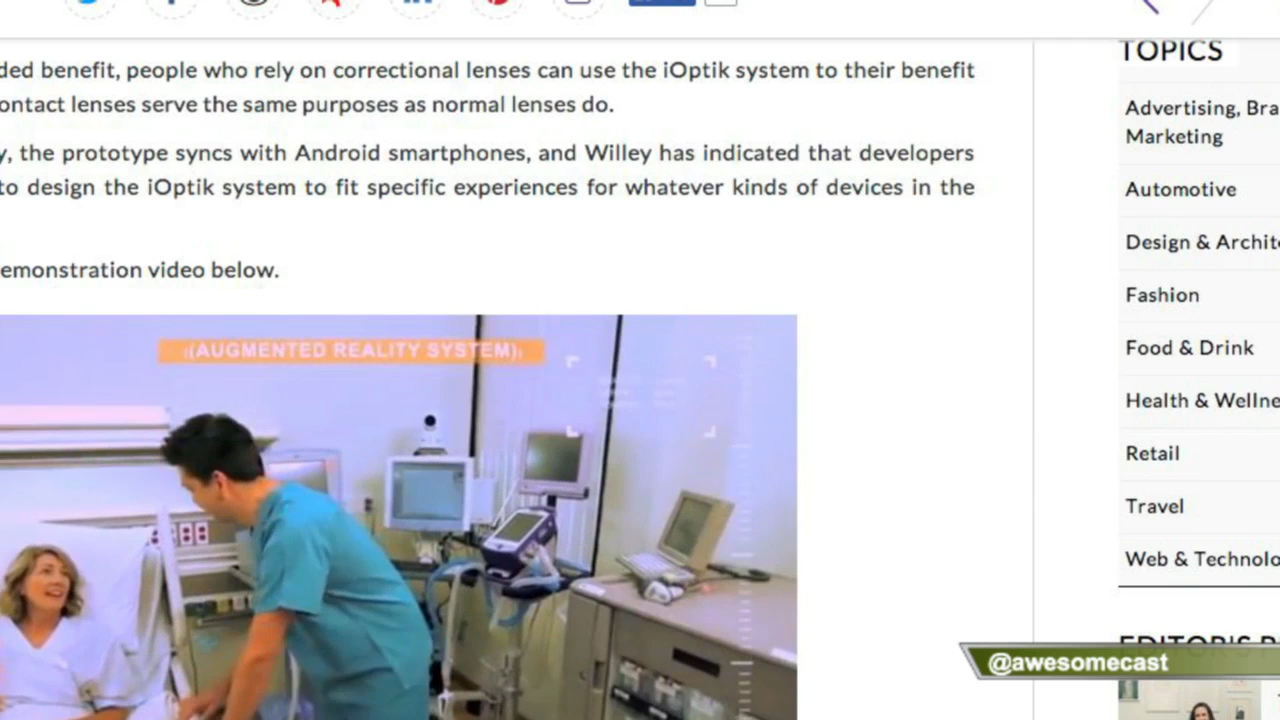 ded benefit, people who rely on correctional lenses can use the iOptik system to their benefit
ontact lenses serve the same purposes as normal lenses do.
y, the prototype syncs with Android smartphones, and Willey has indicated that developers
to design the iOptik system to fit specific experiences for whatever kinds of devices in the
emonstration video below.
(AUGMENTED REALITY SYSTEM)
TOPICS
Advertising, Bra
Marketing
Automotive
Design & Archit
Fashion
Food & Drink
Health & Wellne
Retail
Travel
Web & Technolo
EDITOR'S P
@awesomecast